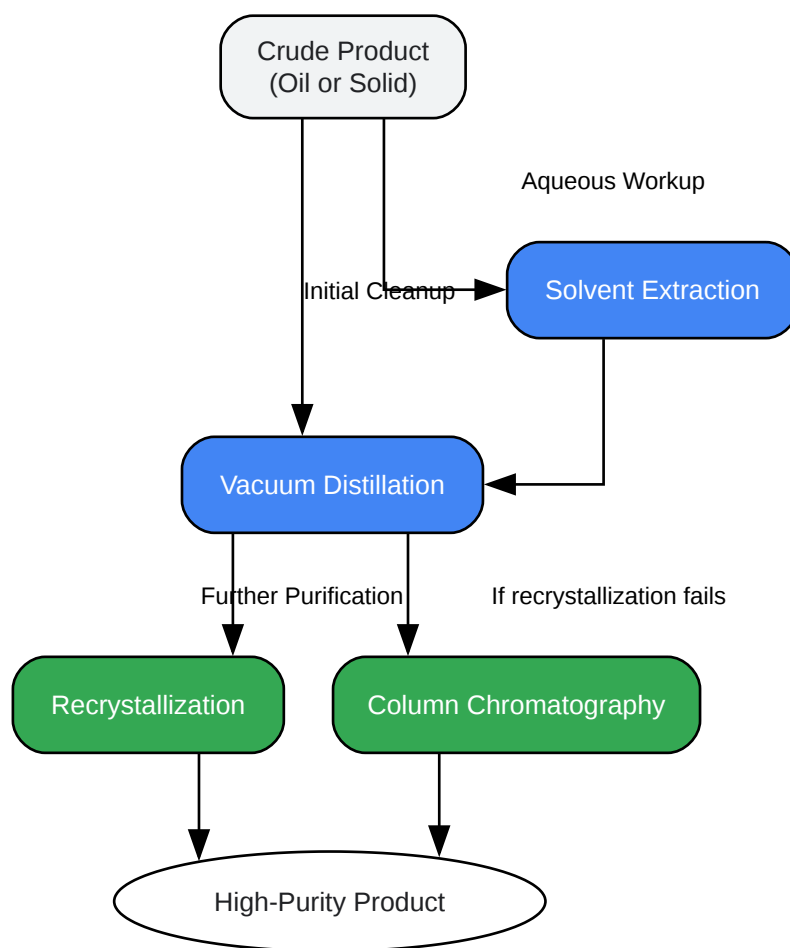 Crude Product
(Oil or Solid)
Aqueous Workup
Initial Cleanup
Solvent Extraction
Vacuum Distillation
Further Purification
If recrystallization fails
Recrystallization
Column Chromatography
High-Purity Product